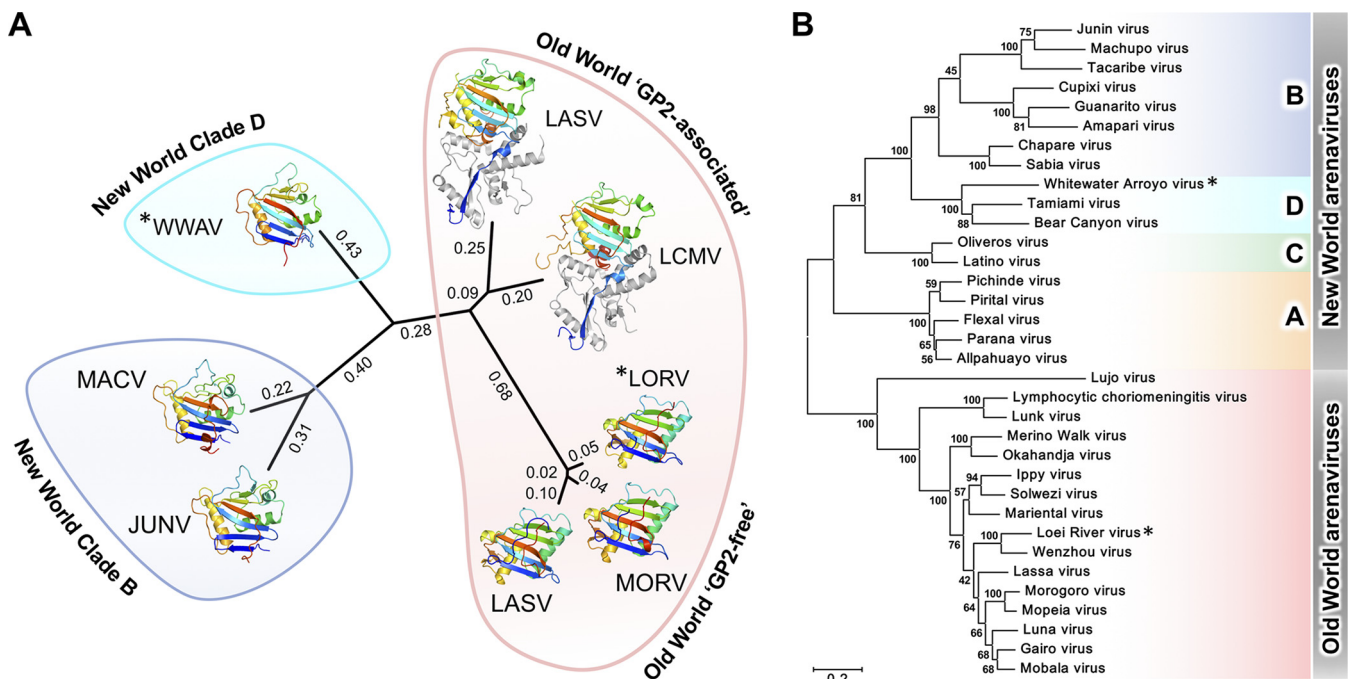 A
New World Clade D
*WWAV
0.43
Old World 'GP2-associated'
LASV
0.25
LCMV
0.09
0.20
0.28
0.40
0.68
MACV
0.22
0.31
JUNV
New World Clade B
*LORV
0.05
0.02
0.04
0.10
LASV
MORV
Old World 'GP2-free'
B
Junin virus
75
Machupo virus
100
Tacaribe virus
45
Cupixi virus
Guanarito virus
100
81
Amapari virus
98
Chapare virus
100
Sabia virus
100
Whitewater Arroyo virus*
Tamiami virus
100
88
Bear Canyon virus
81
Oliveros virus
100
Latino virus
Pichinde virus
59
Pirital virus
Flexal virus
100
Parana virus
65
56
Allpahuayo virus
B
D
C
A
New World arenaviruses
Lujo virus
100
Lymphocytic choriomeningitis virus
100
Lunk virus
Merino Walk virus
100
Okahandja virus
100
Ippy virus
94
Solwezi virus
57
100
Mariental virus
Loei River virus*
100
Wenzhou virus
76
Lassa virus
42
Morogoro virus
100
64
Mopeia virus
Luna virus
66
Gairo virus
68
68
Mobala virus
Old World arenaviruses
0.2